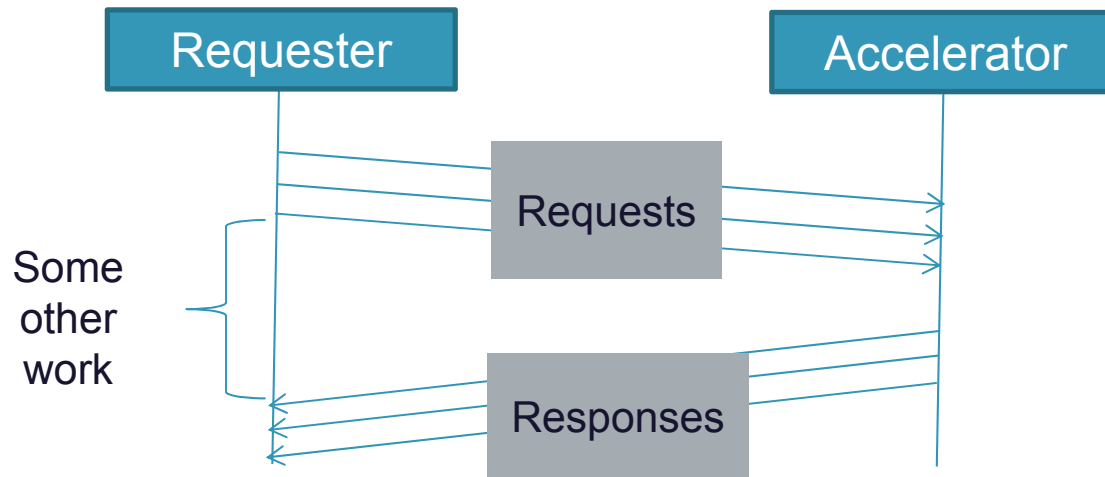 Requester
Accelerator
Requests
Some
other
work
Responses